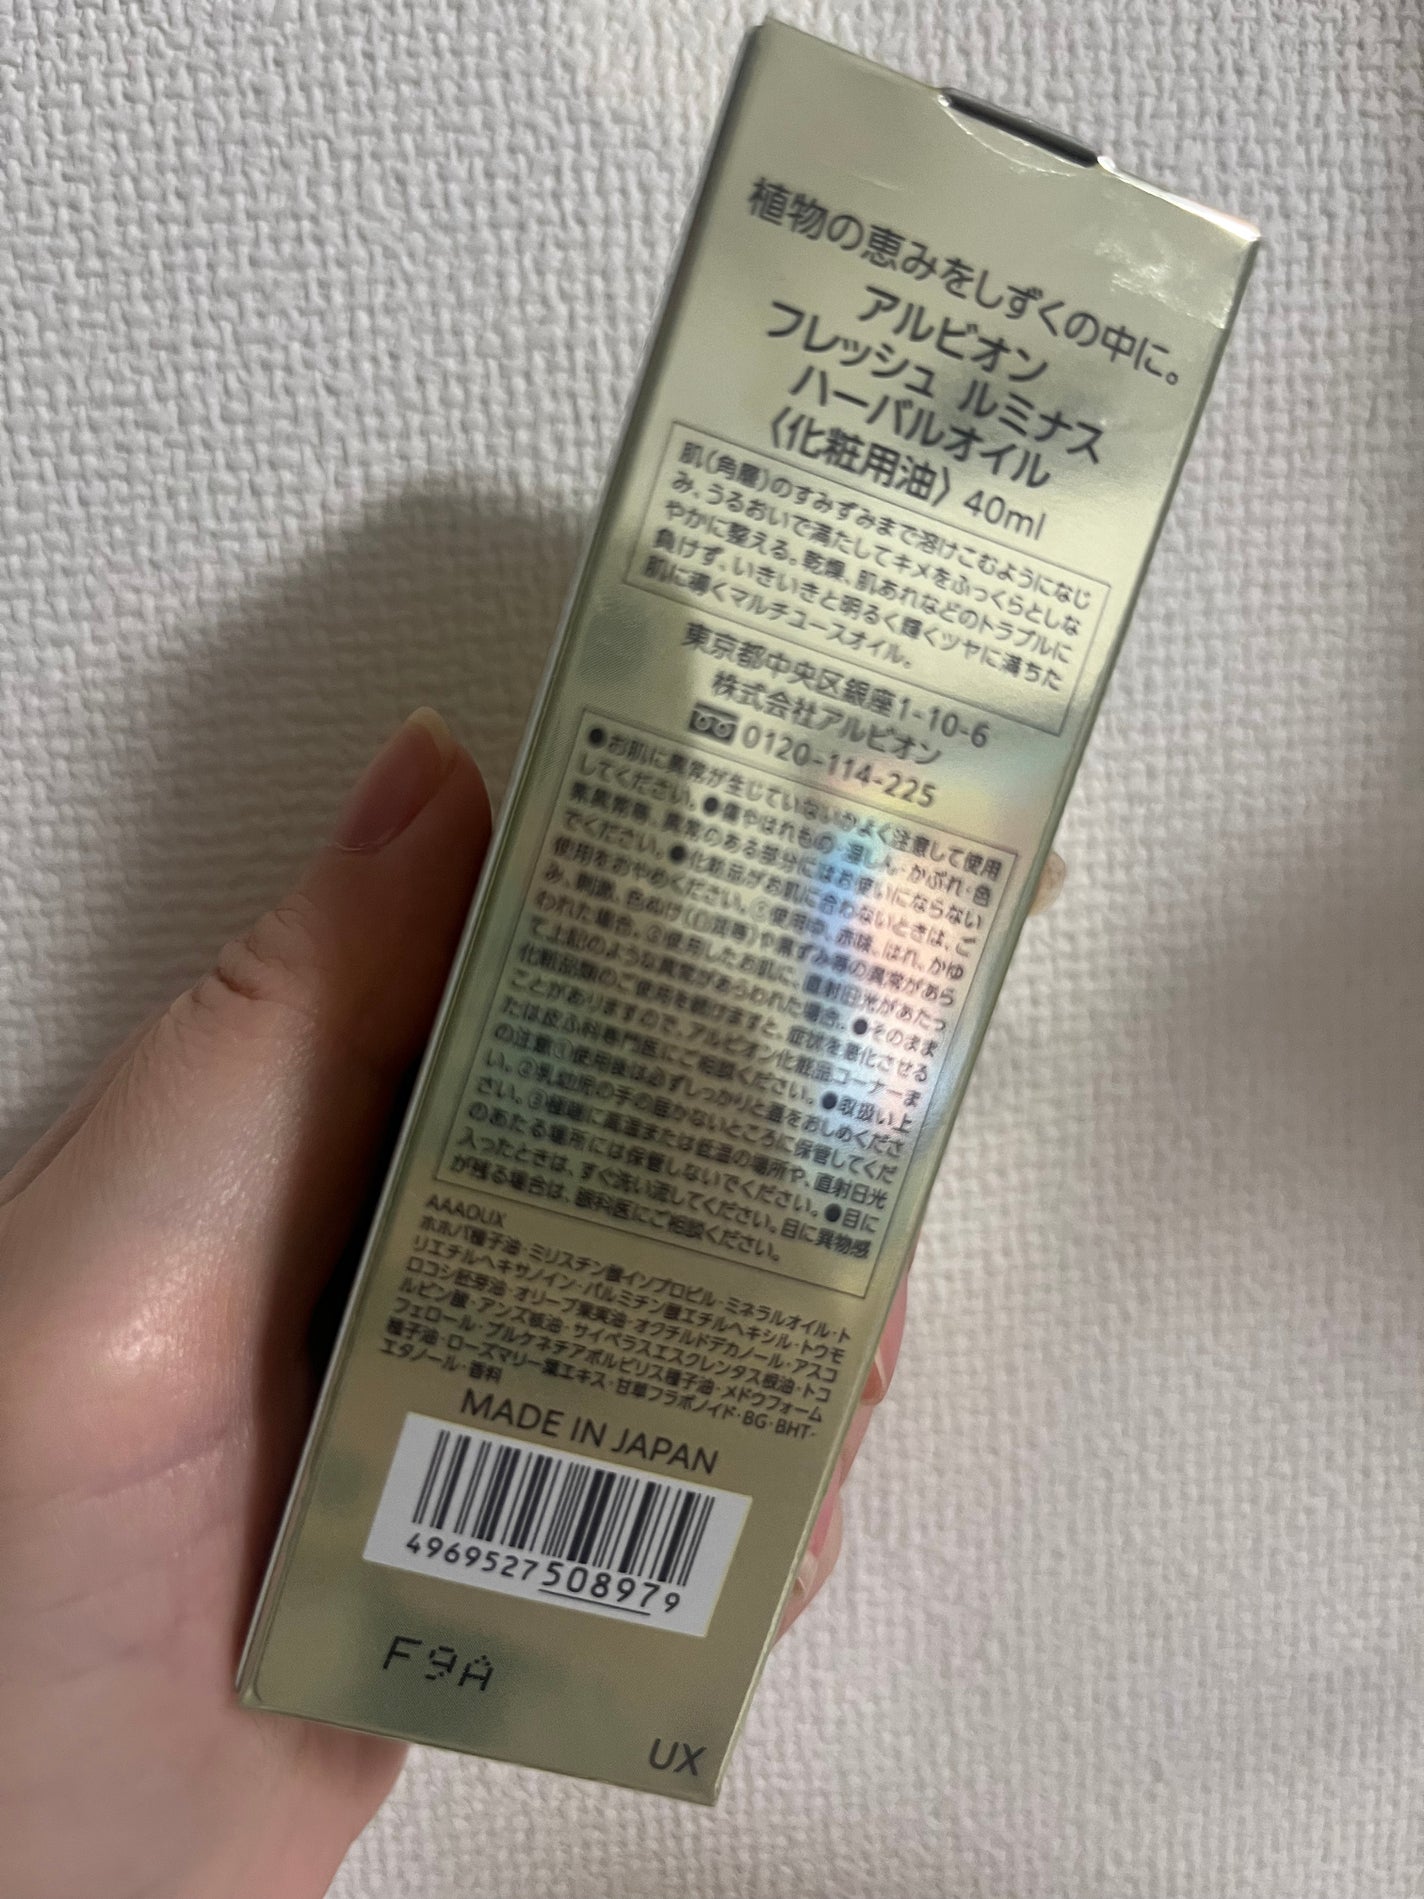 植物の恵みをしずくの中に。
アルビオン
フレッシュ ルミナス
ハーバルオイル
〈化粧用油〉 40ml
肌(角層)のすみずみまで溶けこむようになじ
み、うるおいで満たしてキメをふっくらとしな
やかに整える。乾燥、肌あれなどのトラブルに
負けず、いきいきと明るく輝くツヤに満ちた
肌に導くマルチユースオイル。
東京都中央区銀座1-10-6
株式会社アルビオン
0120-114-225
●お肌に異常が生じていないかよく注意して使用
してください。●傷やはれもの・湿しん・かぶれ・色
素異常等、異常のある部分にはお使いにならない
でください。●化粧品がお肌に合わないときは、ご
使用をおやめください。①使用中、赤味、はれ、かゆ
み、刺激、色ぬけ(白斑等)や黒ずみ等の異常があら
われた場合。②使用したお肌に、直射日光があたっ
て上記のような異常があらわれた場合。●そのまま
化粧品類のご使用を続けますと、症状を悪化させる
ことがありますので、アルビオン化粧品コーナーま
たは皮ふ科専門医にご相談ください。●取扱い上
の注意①使用後は必ずしっかりと蓋をおしめくださ
い。②乳幼児の手の届かないところに保管してくだ
さい。③極端に高温または低温の場所や、直射日光
のあたる場所には保管しないでください。●目に
入ったときは、すぐ洗い流してください。目に異物感
が残る場合は、眼科医にご相談ください。
AAAOUX
ホホバ種子油・ミリスチン酸イソプロピル・ミネラルオイル・ト
リエチルヘキサノイン・パルミチン酸エチルヘキシル・トウモ
ロコシ胚芽油・オリーブ果実油・オクチルドデカノール・アスコ
ルビン酸・アンズ核油・サイペラスエスクレンタス根油・トコ
フェロール・プルケネチアボルビリス種子油・メドウフォーム
種子油・ローズマリー葉エキス・甘草フラボノイド・BG・BHT・
エタノール・香料
MADE IN JAPAN
4969527508979
F9A
UX